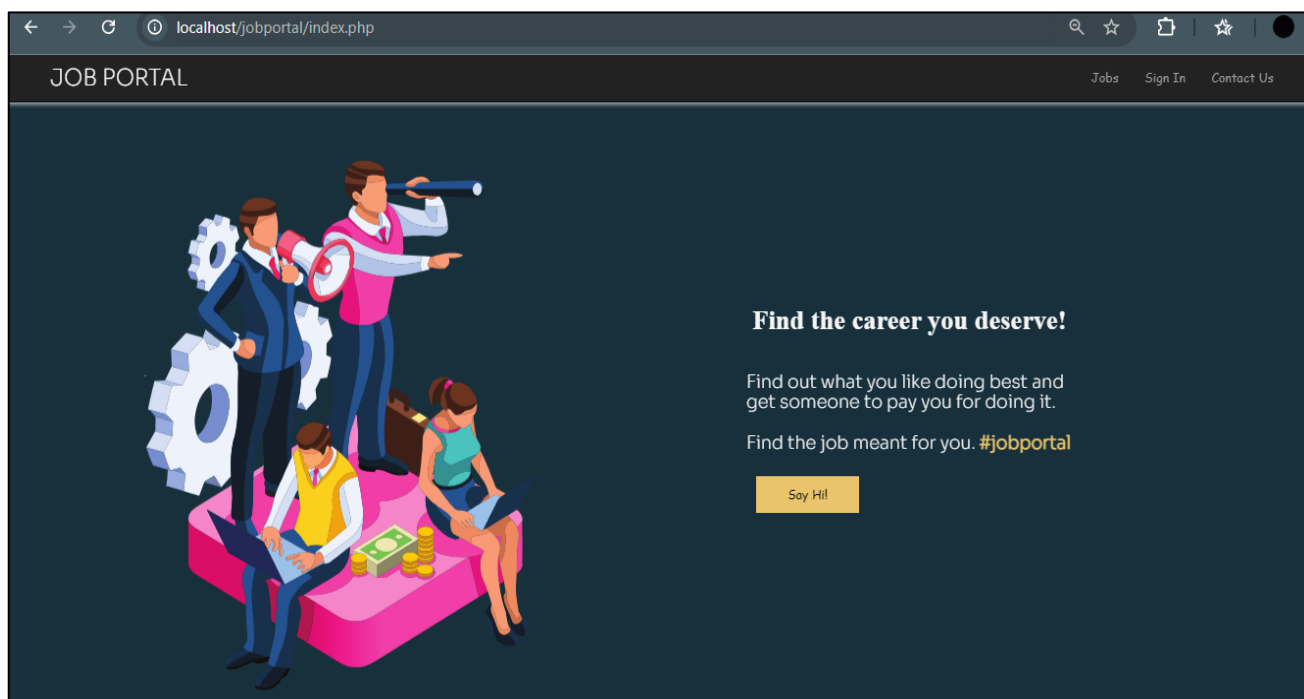 localhost/jobportal/index.php
JOB PORTAL
Jobs Sign In Contact Us
Find the career you deserve!
Find out what you like doing best and
get someone to pay you for doing it.
Find the job meant for you. #jobportal
Say Hi!